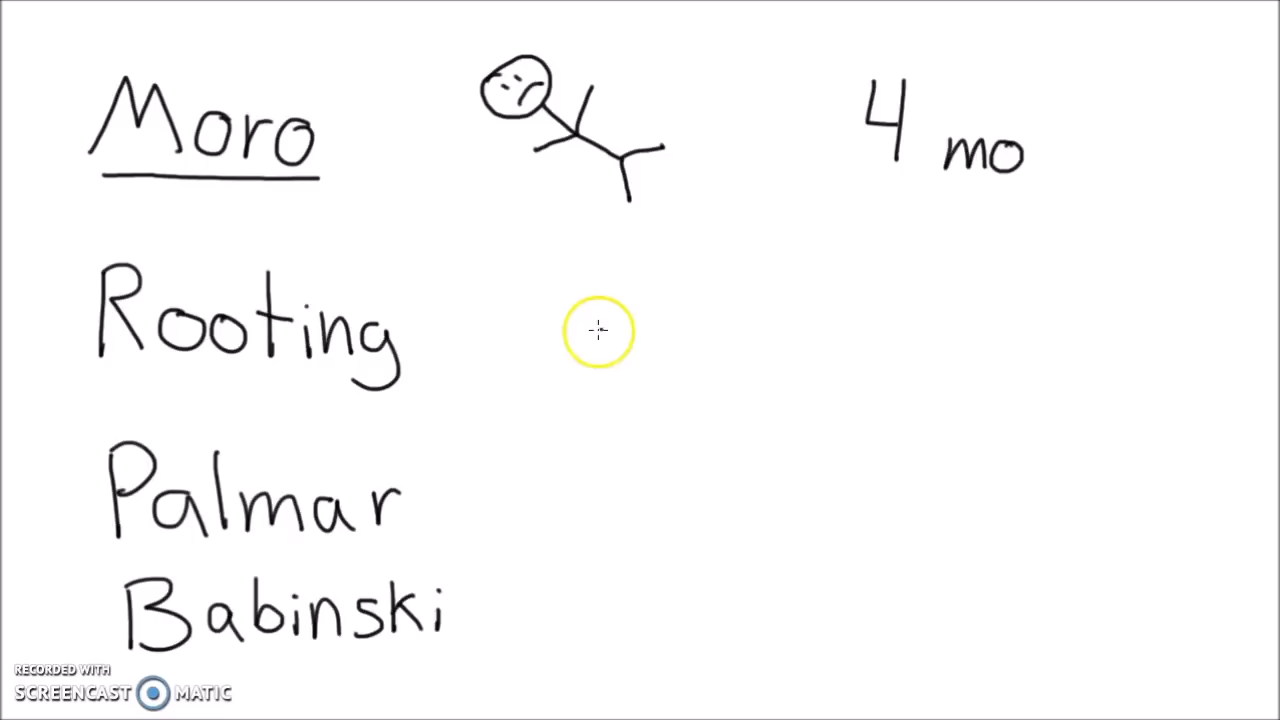 Moro 4 mo
Rooting
Palmar
Babinski
RECORDED WITH
SCREENCAST MATIC